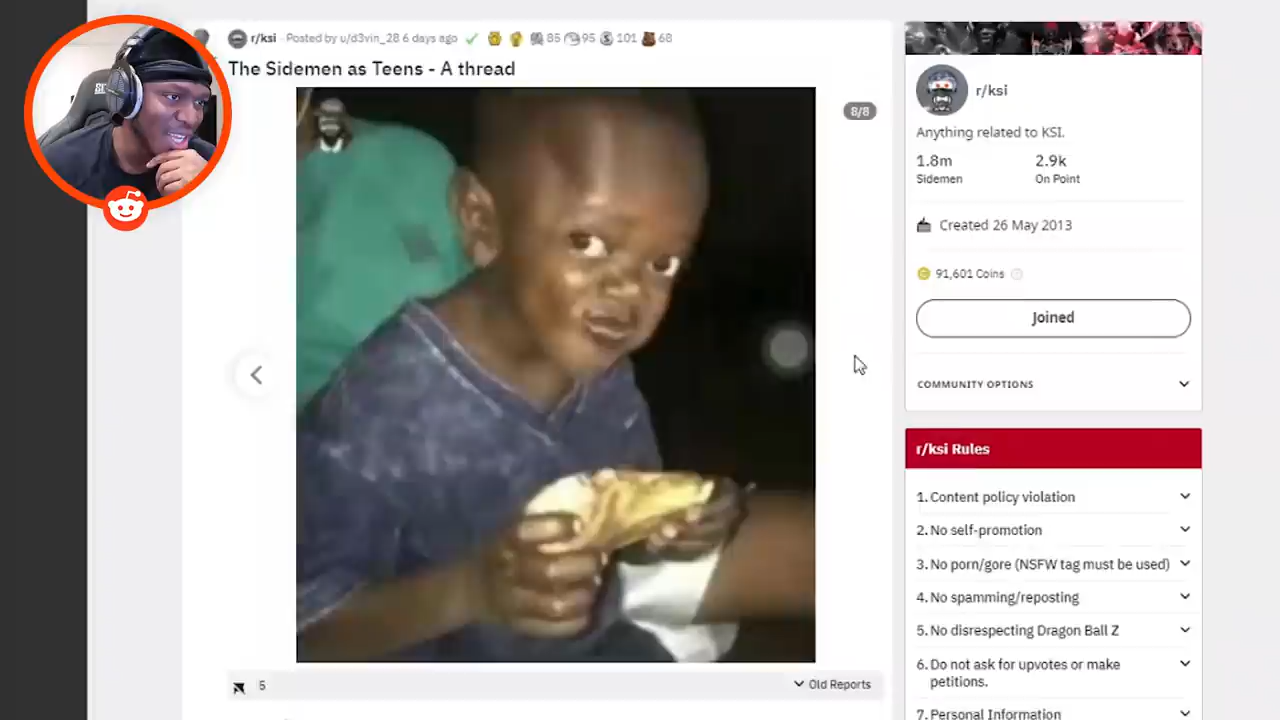 r/ksi · Posted by u/d3vin_28 6 days ago 85 95 101 68
The Sidemen as Teens - A thread
8/8
5
Old Reports
r/ksi
Anything related to KSI.
1.8m 2.9k
Sidemen On Point
Created 26 May 2013
91,601 Coins
Joined
COMMUNITY OPTIONS
r/ksi Rules
1. Content policy violation
2. No self-promotion
3. No porn/gore (NSFW tag must be used)
4. No spamming/reposting
5. No disrespecting Dragon Ball Z
6. Do not ask for upvotes or make
petitions.
7. Personal Information